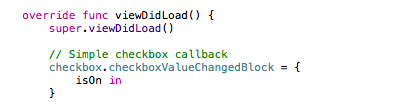 override func viewDidLoad() {
super.viewDidLoad()
// Simple checkbox callback
checkbox.checkboxValueChangedBlock = {
isOn in
}